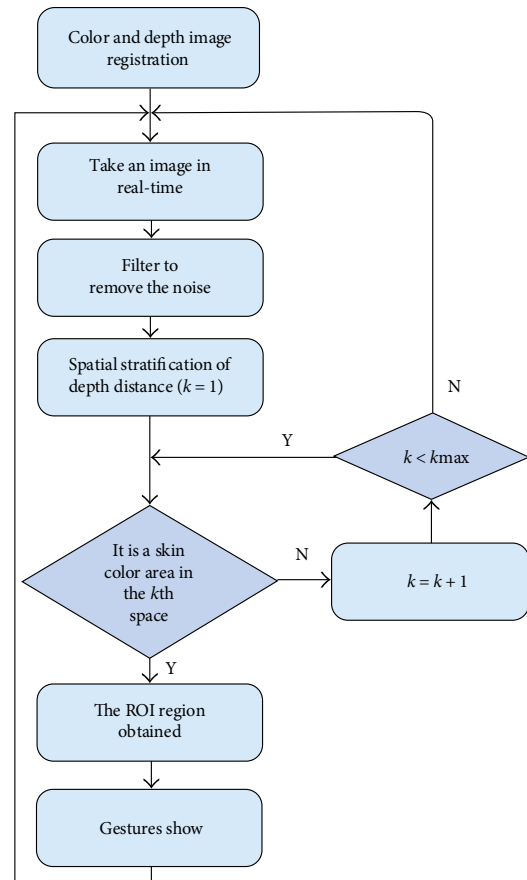 Color and depth image
registration
Take an image in
real-time
Filter to
remove the noise
Spatial stratification of
depth distance (k = 1)
N
Y
k < kmax
It is a skin
color area in
the kth
space
N
k = k + 1
Y
The ROI region
obtained
Gestures show